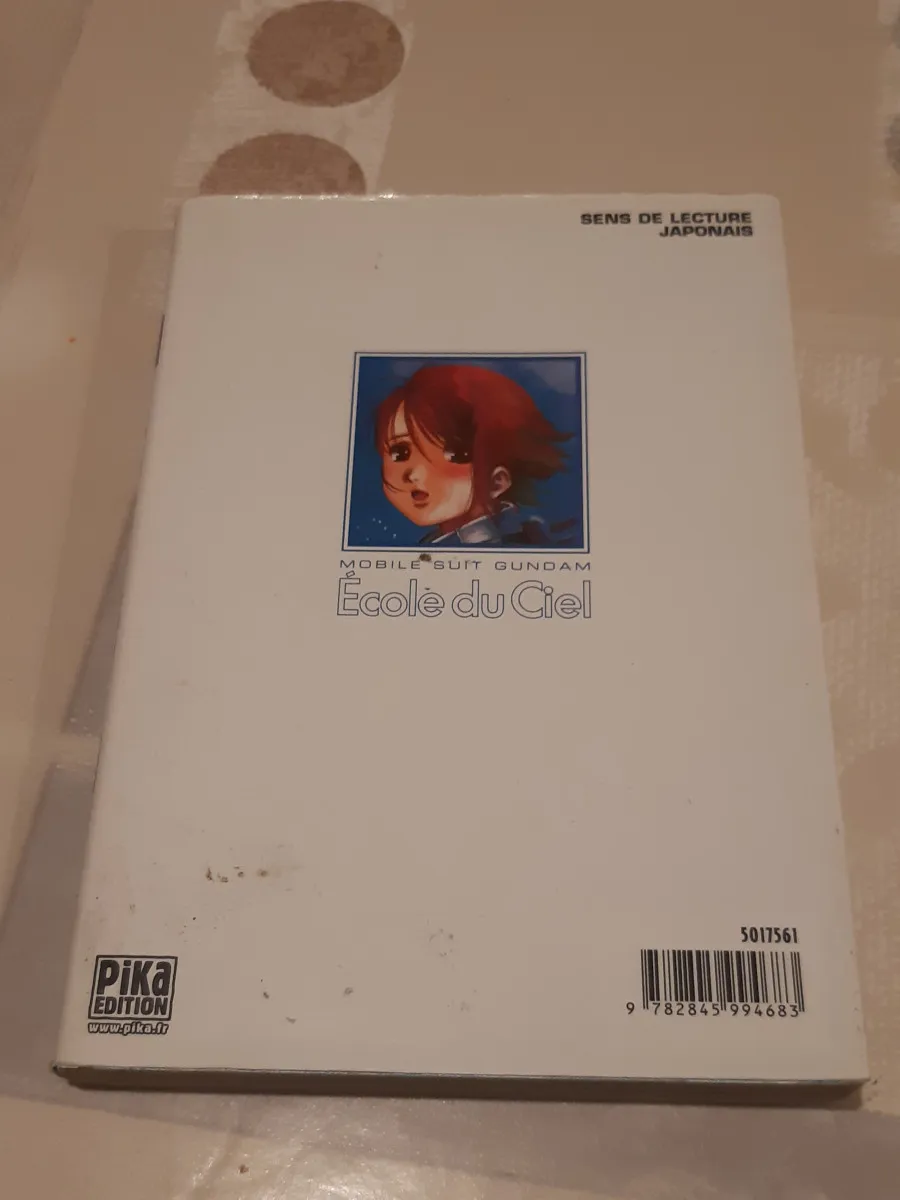 SENS DE LECTURE
JAPONAIS
MOBILE SUIT GUNDAM
École du Ciel
5017561
9 782845 994683
PiKa
EDITION
www.pika.fr